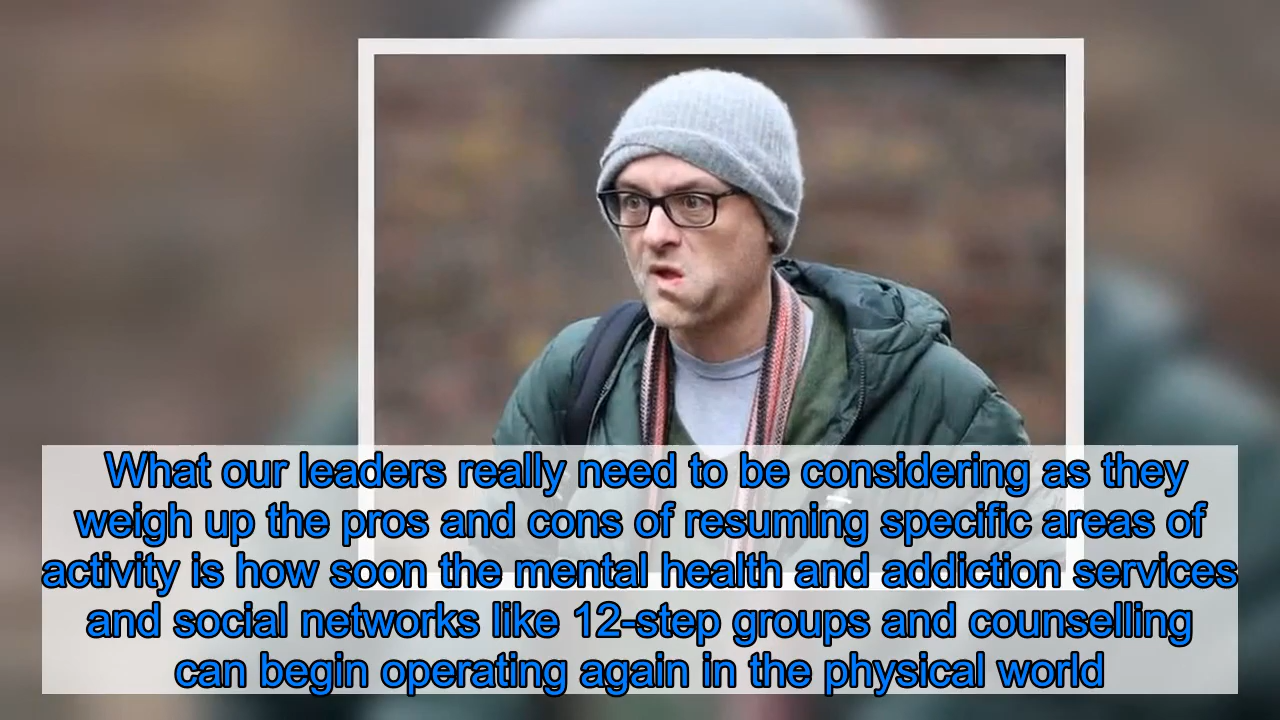 What our leaders really need to be considering as they
weigh up the pros and cons of resuming specific areas of
activity is how soon the mental health and addiction services
and social networks like 12-step groups and counselling
can begin operating again in the physical world